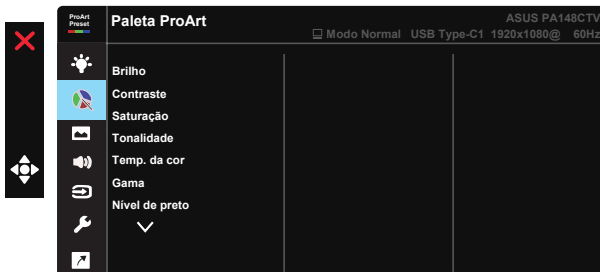 ProArt
Preset
Paleta ProArt
ASUS PA148CTV
Modo Normal USB Type-C1 1920x1080@ 60Hz
Brilho
Contraste
Saturação
Tonalidade
Temp. da cor
Gama
Nível de preto